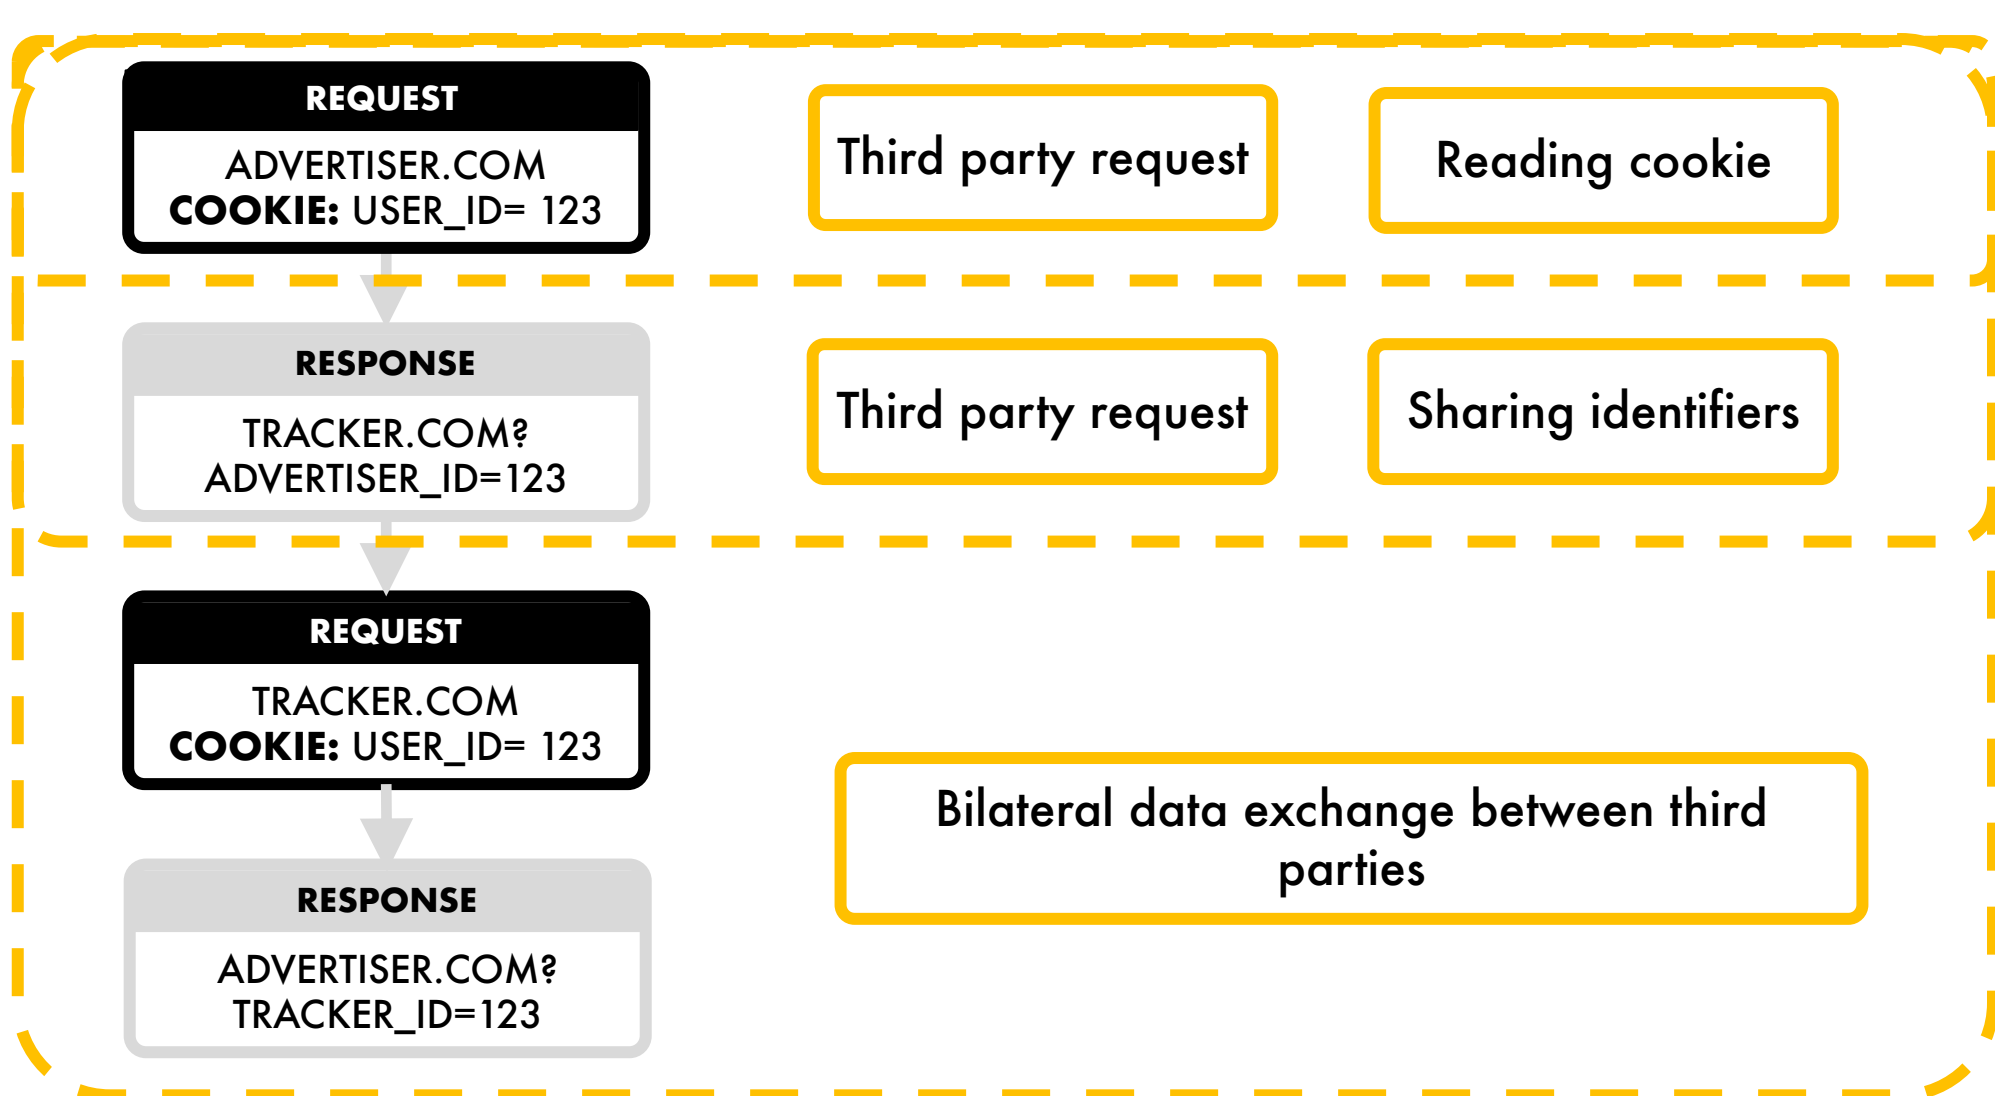 REQUEST
ADVERTISER.COM
COOKIE: USER_ID= 123
Third party request
Reading cookie
RESPONSE
TRACKER.COM?
ADVERTISER_ID=123
Third party request
Sharing identifiers
REQUEST
TRACKER.COM
COOKIE: USER_ID= 123
Bilateral data exchange between third
parties
RESPONSE
ADVERTISER.COM?
TRACKER_ID=123